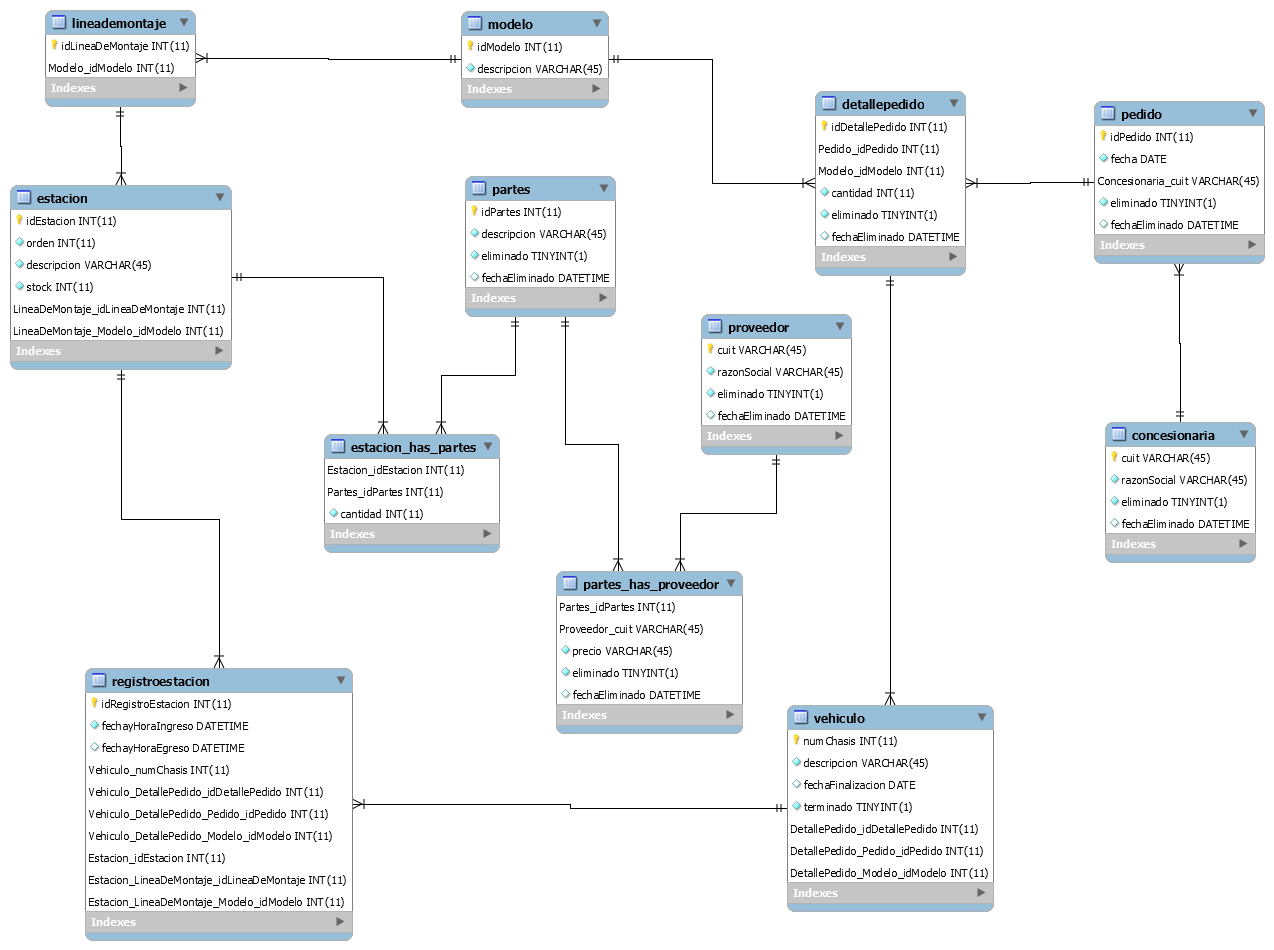 lineademontaje
idLineaDeMontaje INT(11)
Modelo_idModelo INT(11)
Indexes
modelo
idModelo INT(11)
descripcion VARCHAR(45)
Indexes
detallepedido
idDetallePedido INT(11)
Pedido_idPedido INT(11)
Modelo_idModelo INT(11)
cantidad INT(11)
eliminado TINYINT(1)
fechaEliminado DATETIME
Indexes
pedido
idPedido INT(11)
fecha DATE
Concesionaria_cuit VARCHAR(45)
eliminado TINYINT(1)
fechaEliminado DATETIME
Indexes
estacion
idEstacion INT(11)
orden INT(11)
descripcion VARCHAR(45)
stock INT(11)
LineaDeMontaje_idLineaDeMontaje INT(11)
LineaDeMontaje_Modelo_idModelo INT(11)
Indexes
partes
idPartes INT(11)
descripcion VARCHAR(45)
eliminado TINYINT(1)
fechaEliminado DATETIME
Indexes
proveedor
cuit VARCHAR(45)
razonSocial VARCHAR(45)
eliminado TINYINT(1)
fechaEliminado DATETIME
Indexes
concesionaria
cuit VARCHAR(45)
razonSocial VARCHAR(45)
eliminado TINYINT(1)
fechaEliminado DATETIME
Indexes
estacion_has_partes
Estacion_idEstacion INT(11)
Partes_idPartes INT(11)
cantidad INT(11)
Indexes
partes_has_proveedor
Partes_idPartes INT(11)
Proveedor_cuit VARCHAR(45)
precio VARCHAR(45)
eliminado TINYINT(1)
fechaEliminado DATETIME
Indexes
registroestacion
idRegistroEstacion INT(11)
fechayHoraIngreso DATETIME
fechayHoraEgreso DATETIME
Vehiculo_numChasis INT(11)
Vehiculo_DetallePedido_idDetallePedido INT(11)
Vehiculo_DetallePedido_Pedido_idPedido INT(11)
Vehiculo_DetallePedido_Modelo_idModelo INT(11)
Estacion_idEstacion INT(11)
Estacion_LineaDeMontaje_idLineaDeMontaje INT(11)
Estacion_LineaDeMontaje_Modelo_idModelo INT(11)
Indexes
vehiculo
numChasis INT(11)
descripcion VARCHAR(45)
fechaFinalizacion DATE
terminado TINYINT(1)
DetallePedido_idDetallePedido INT(11)
DetallePedido_Pedido_idPedido INT(11)
DetallePedido_Modelo_idModelo INT(11)
Indexes